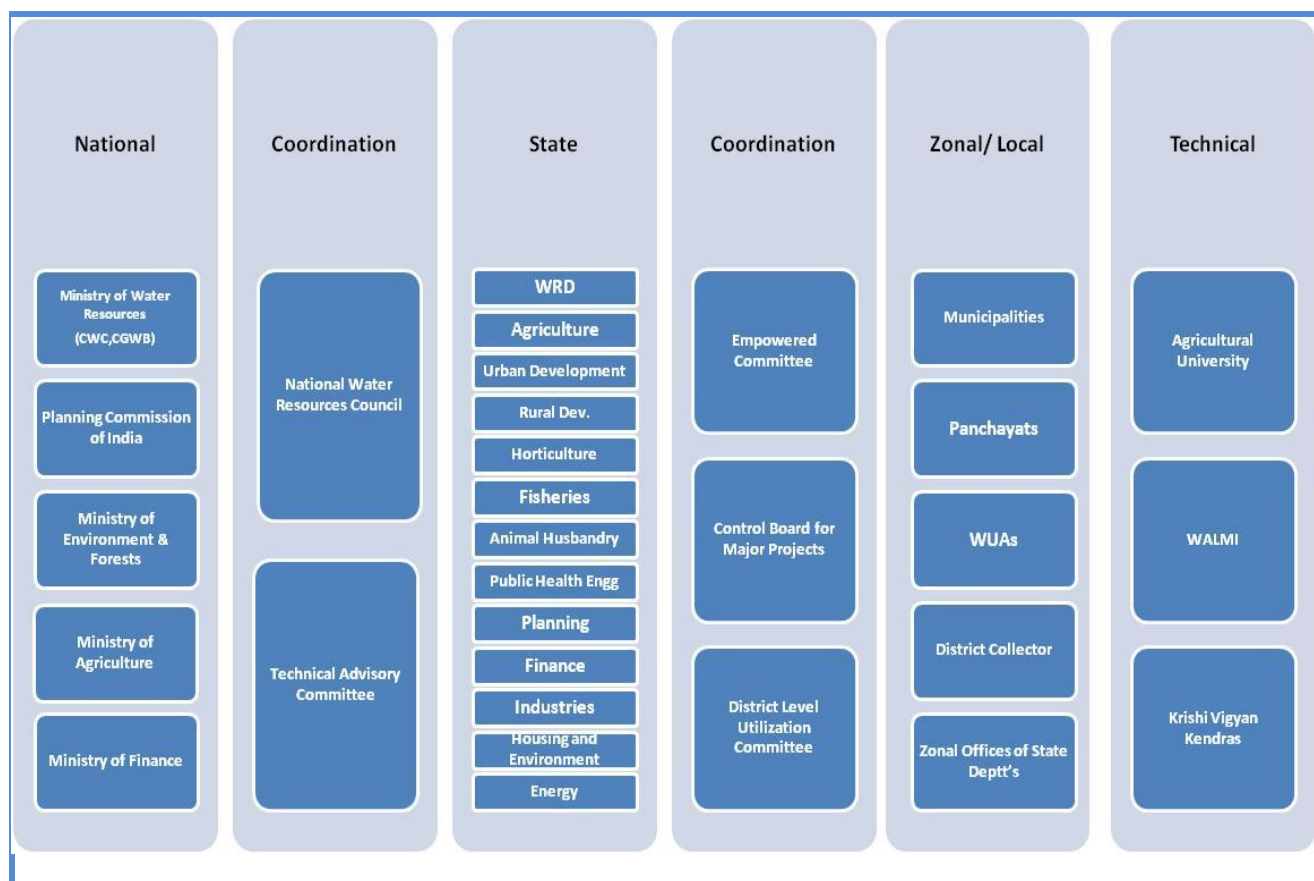 National
Ministry of Water
Resources
(CWC,CGWB)
Planning Commission
of India
Ministry of
Environment &
Forests
Ministry of
Agriculture
Ministry of Finance
Coordination
National Water
Resources Council
Technical Advisory
Committee
State
WRD
Agriculture
Urban Development
Rural Dev.
Horticulture
Fisheries
Animal Husbandry
Public Health Engg
Planning
Finance
Industries
Housing and
Environment
Energy
Coordination
Empowered
Committee
Control Board for
Major Projects
District Level
Utilization
Committee
Zonal/ Local
Municipalities
Panchayats
WUAs
District Collector
Zonal Offices of State
Deptt's
Technical
Agricultural
University
WALMI
Krishi Vigyan
Kendras